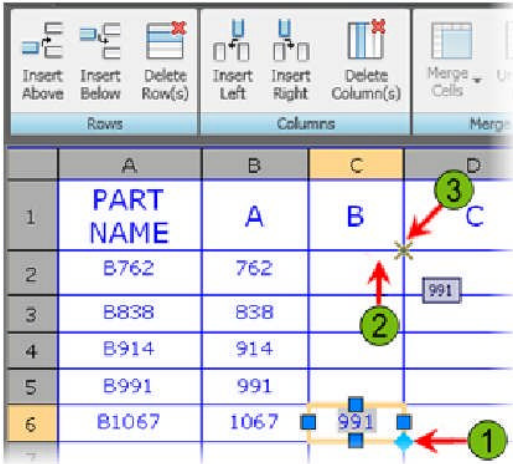 Insert Above Insert Below Delete Row(s) Insert Left Insert Right Delete Column(s) Merge Cells
Rows Columns Merge
A B C D
1 PART NAME A B C
3
2 B762 762
991
3 B838 838
2
4 B914 914
5 B991 991
6 B1067 1067 991
1
7